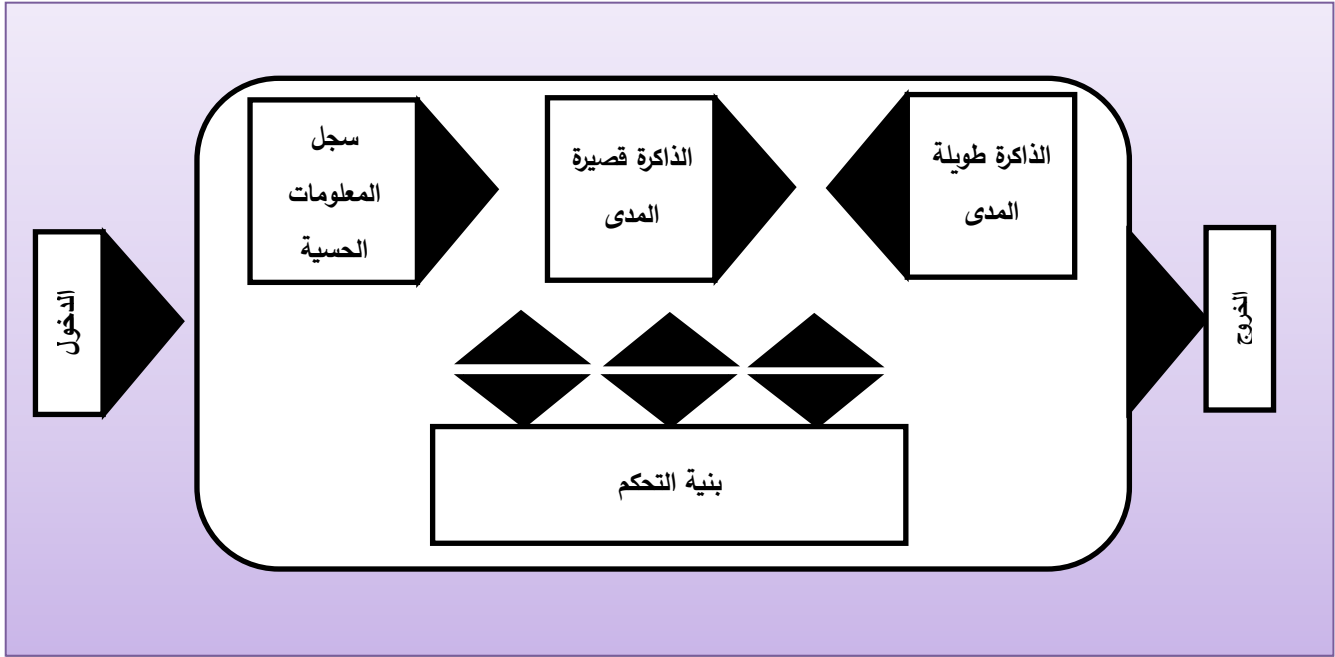 الدخول
سجل
المعلومات
الحسية
الذاكرة قصيرة
المدى
الذاكرة طويلة
المدى
بنية التحكم
الخروج